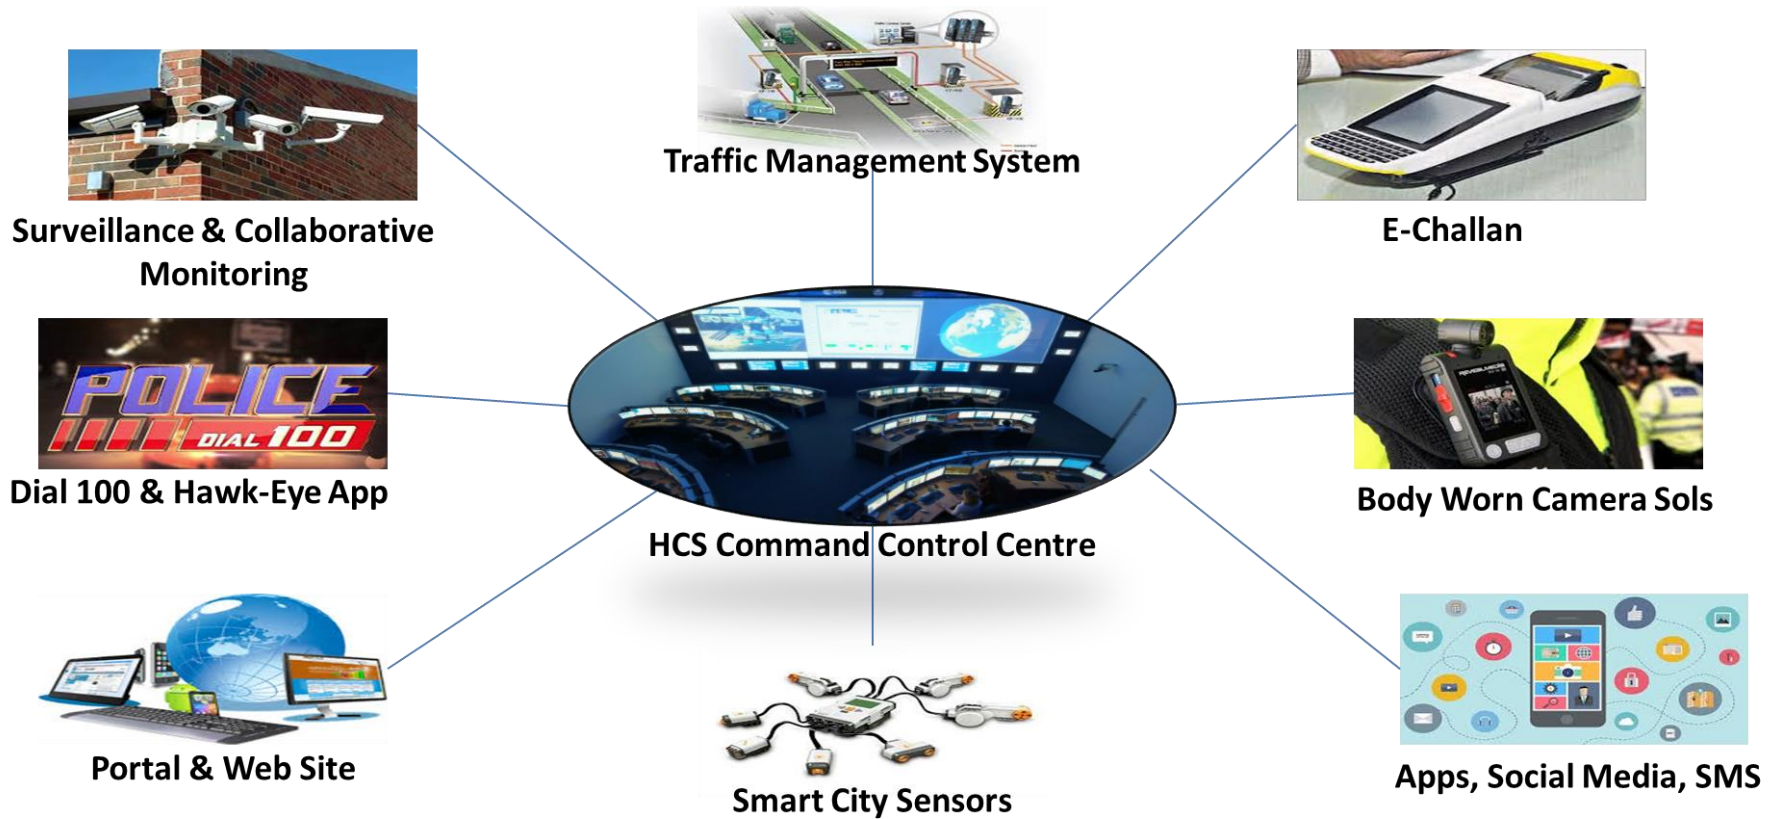 Traffic Management System
Surveillance & Collaborative
Monitoring
E-Challan
POLICE
DIAL 100
Dial 100 & Hawk-Eye App
Body Worn Camera Sols
HCS Command Control Centre
Portal & Web Site
Smart City Sensors
Apps, Social Media, SMS